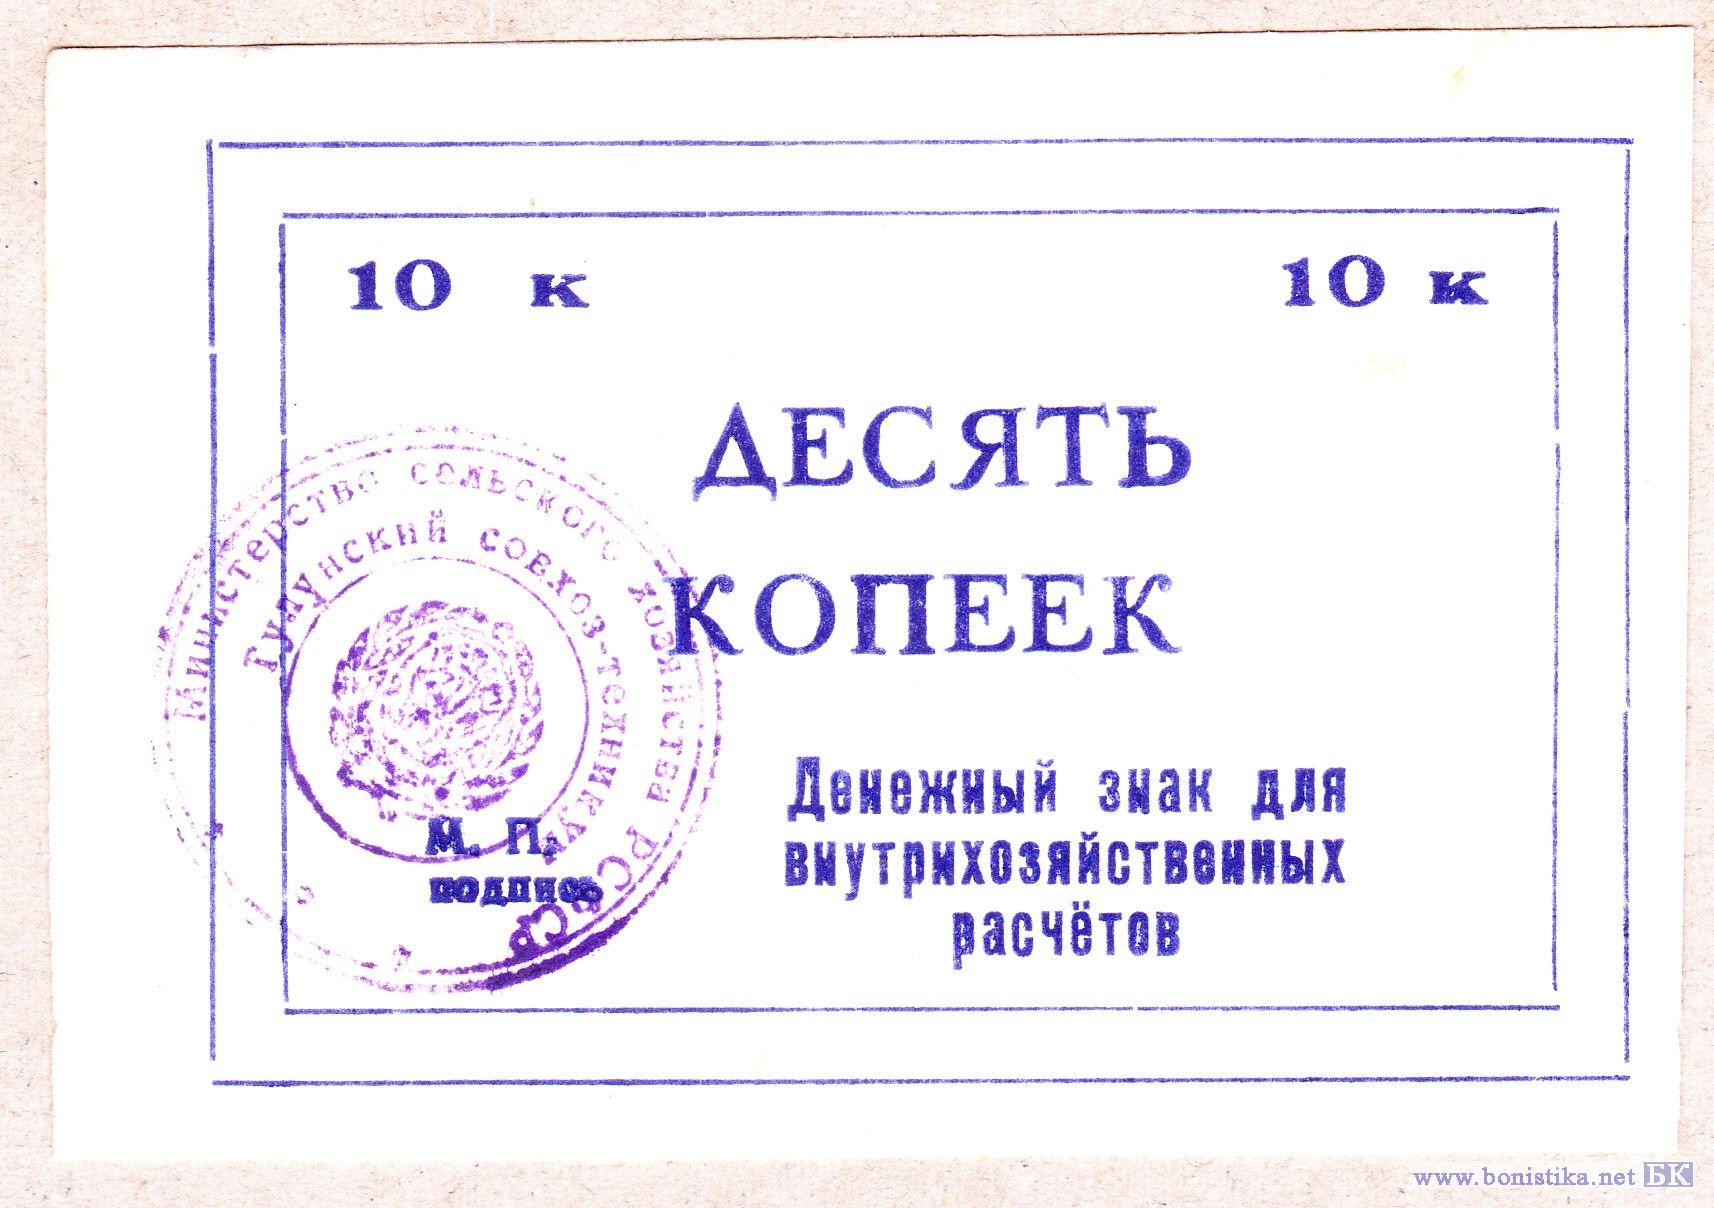 10 к 10 к
ДЕСЯТЬ
КОПЕЕК
Министерство сельского хозяйства РСФСР
Тулунский совхоз-техникум
М. П.
подпись
Денежный знак для
внутрихозяйственных
расчётов
www.bonistika.net БК